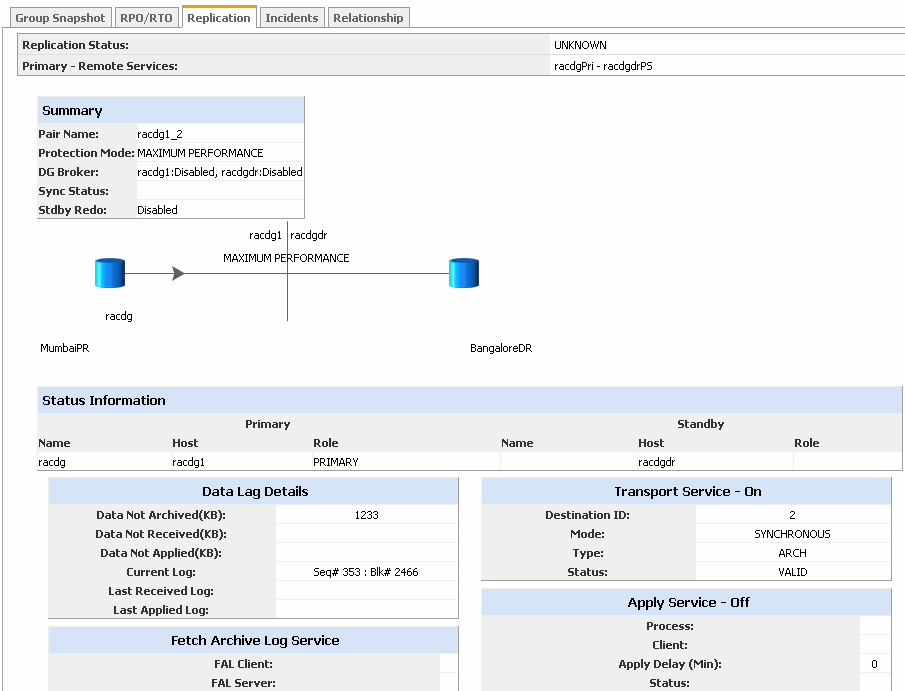 Group Snapshot RPO/RTO Replication Incidents Relationship
Replication Status: UNKNOWN
Primary - Remote Services: racdgPri - racdgdrPS
Summary
Pair Name: racdg1_2
Protection Mode: MAXIMUM PERFORMANCE
DG Broker: racdg1:Disabled, racdgdr:Disabled
Sync Status:
Stdby Redo: Disabled
racdg1 racdgdr
MAXIMUM PERFORMANCE
racdg
MumbaiPR BangaloreDR
Status Information
Primary Standby
Name Host Role Name Host Role
racdg racdg1 PRIMARY racdgdr
Data Lag Details
Data Not Archived(KB): 1233
Data Not Received(KB):
Data Not Applied(KB):
Current Log: Seq# 353 : Blk# 2466
Last Received Log:
Last Applied Log:
Transport Service - On
Destination ID: 2
Mode: SYNCHRONOUS
Type: ARCH
Status: VALID
Fetch Archive Log Service
FAL Client:
FAL Server:
Apply Service - Off
Process:
Client:
Apply Delay (Min): 0
Status: